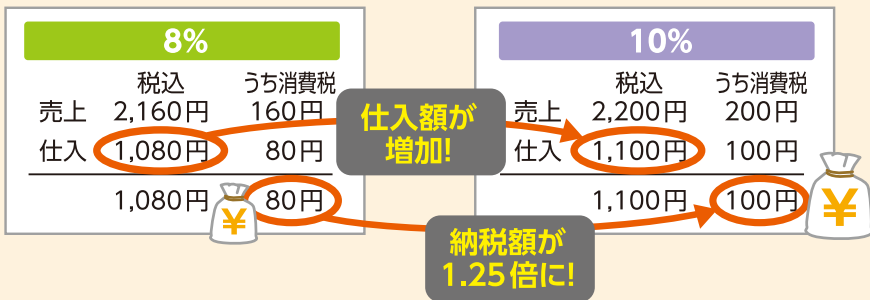 8%
税込 うち消費税
売上 2,160円 160円
仕入 1,080円 80円
1,080円 80円
¥
仕入額が
増加!
納税額が
1.25倍に!
10%
税込 うち消費税
売上 2,200円 200円
仕入 1,100円 100円
1,100円 100円
¥